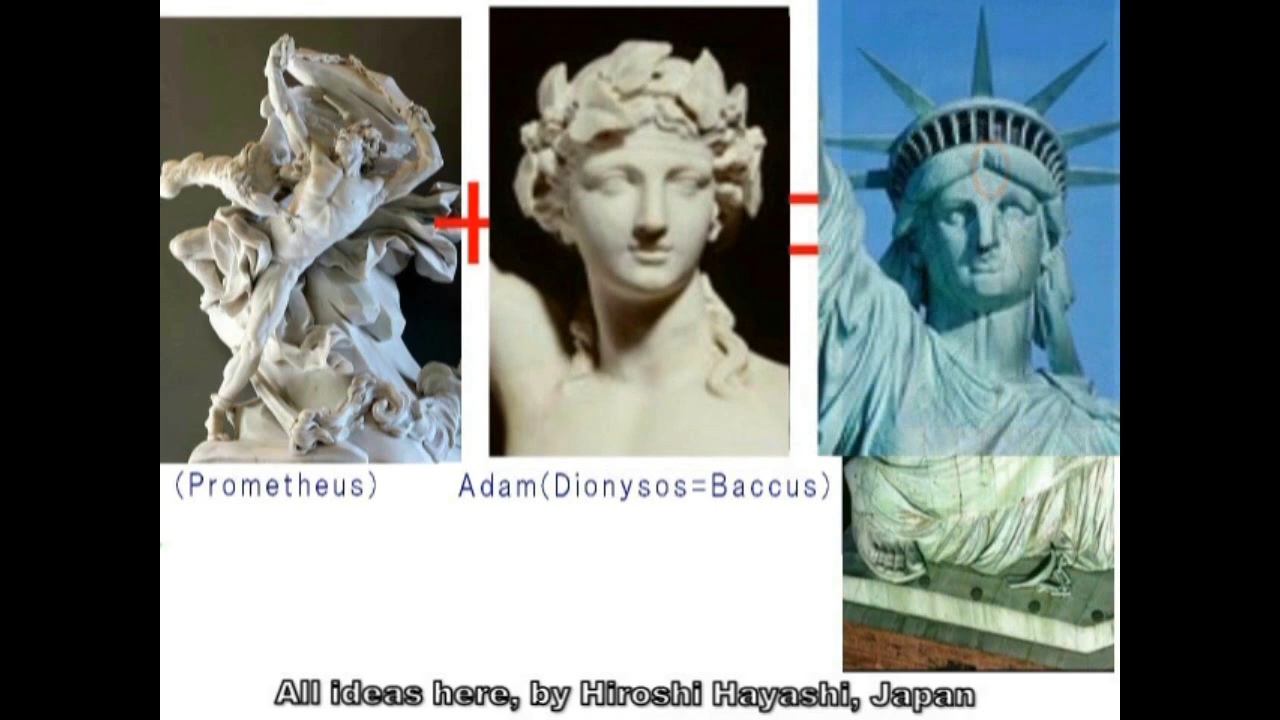 (Prometheus)
Adam(Dionysos=Baccus)
All ideas here, by Hiroshi Hayashi, Japan